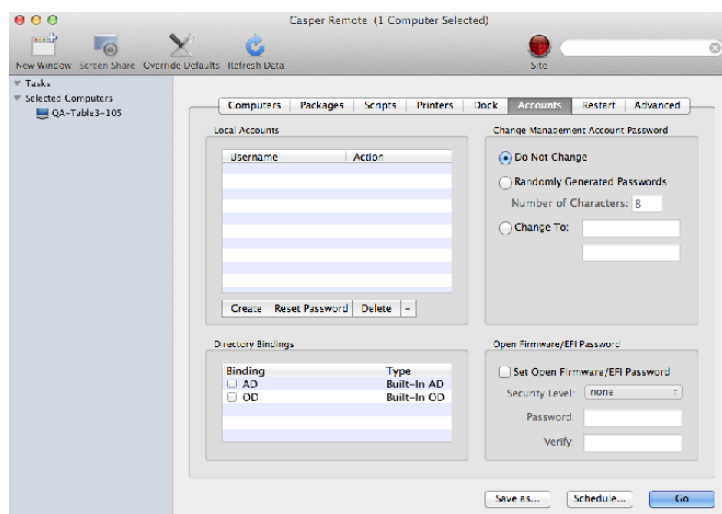 Casper Remote (1 Computer Selected)
New Window Screen Share Override Defaults Refresh Data Site
Tasks
Selected Computers
QA-Table3-105
Computers Packages Scripts Printers Dock Accounts Restart Advanced
Local Accounts
Username Action
Create Reset Password Delete -
Change Management Account Password
Do Not Change
Randomly Generated Passwords
Number of Characters: 8
Change To:
Directory Bindings
Binding Type
AD Built-In AD
OD Built-In OD
Open Firmware/EFI Password
Set Open Firmware/EFI Password
Security Level: none
Password:
Verify:
Save as... Schedule... Go